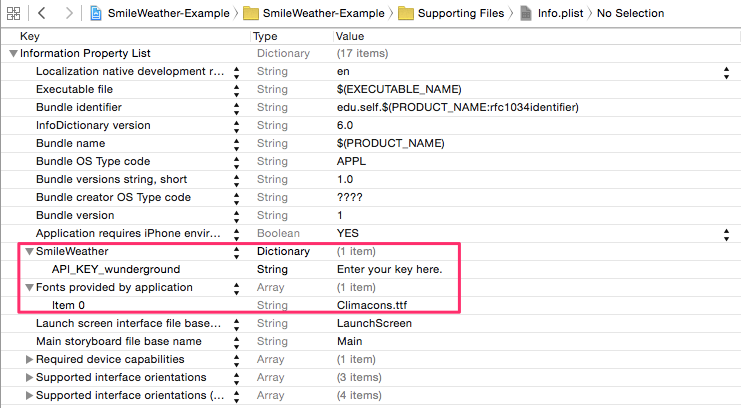 SmileWeather-Example SmileWeather-Example Supporting Files Info.plist No Selection
Key Type Value
Information Property List Dictionary (17 items)
Localization native development r... String en
Executable file String $(EXECUTABLE_NAME)
Bundle identifier String edu.self.$(PRODUCT_NAME:rfc1034identifier)
InfoDictionary version String 6.0
Bundle name String $(PRODUCT_NAME)
Bundle OS Type code String APPL
Bundle versions string, short String 1.0
Bundle creator OS Type code String ????
Bundle version String 1
Application requires iPhone envir... Boolean YES
SmileWeather Dictionary (1 item)
API_KEY_wunderground String Enter your key here.
Fonts provided by application Array (1 item)
Item 0 String Climacons.ttf
Launch screen interface file base... String LaunchScreen
Main storyboard file base name String Main
Required device capabilities Array (1 item)
Supported interface orientations Array (3 items)
Supported interface orientations (... Array (4 items)